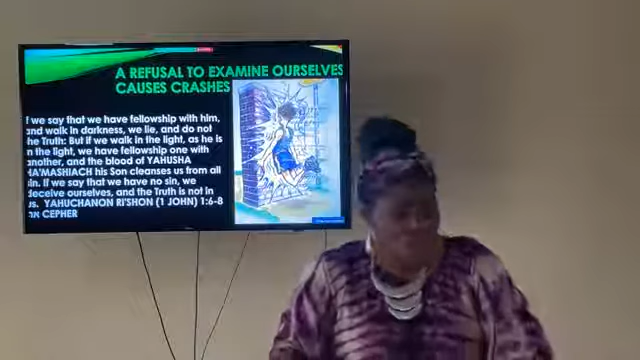 A REFUSAL TO EXAMINE OURSELVES
CAUSES CRASHES
f we say that we have fellowship with him,
and walk in darkness, we lie, and do not
he Truth: But if we walk in the light, as he is
n the light, we have fellowship one with
another, and the blood of YAHUSHA
HA'MASHIACH his Son cleanses us from all
in. If we say that we have no sin, we
deceive ourselves, and the Truth is not in
us. YAHUCHANON RI'SHON (1 JOHN) 1:6-8
את CEPHER